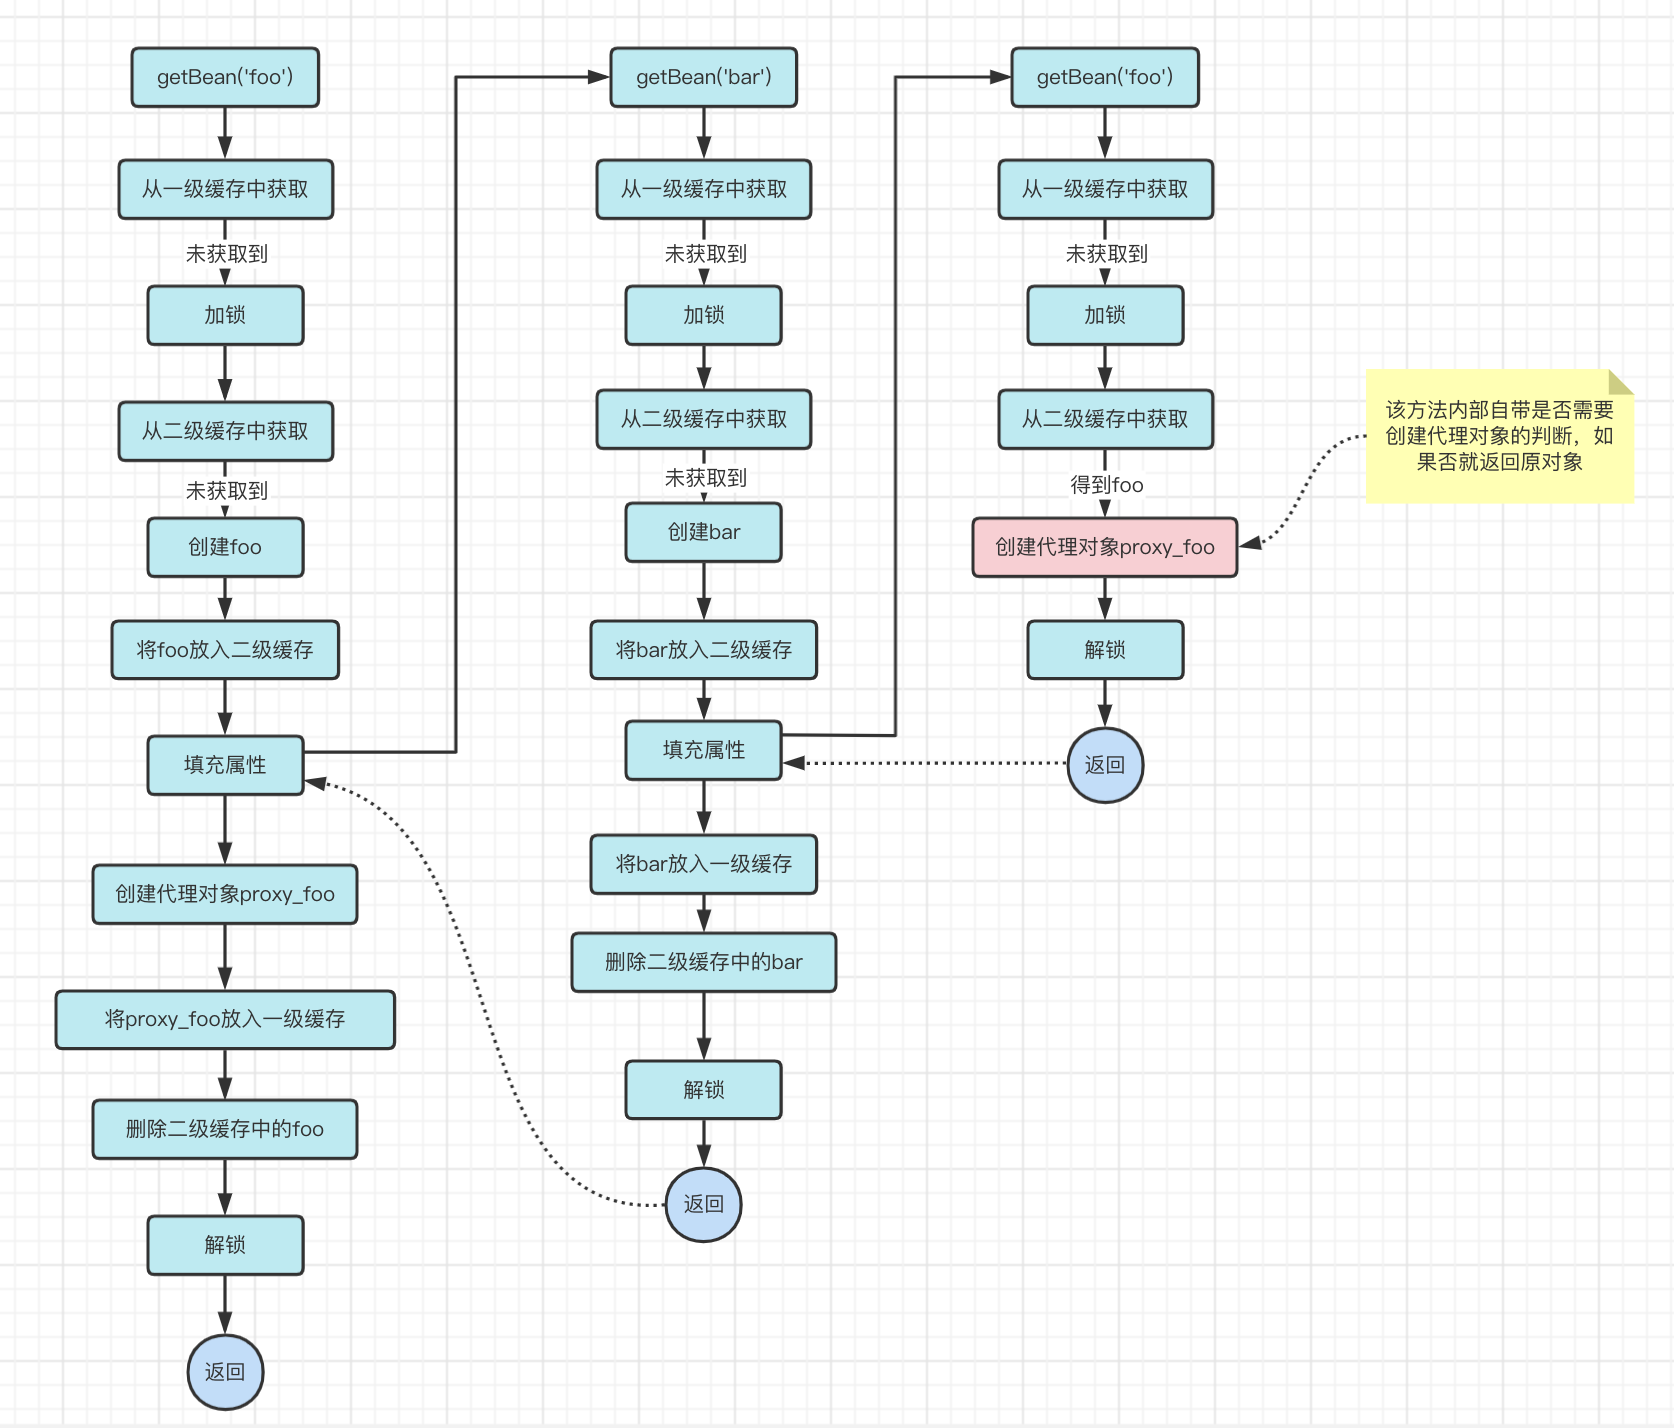 getBean('foo')
从一级缓存中获取
未获取到
加锁
从二级缓存中获取
未获取到
创建foo
将foo放入二级缓存
填充属性
创建代理对象proxy_foo
将proxy_foo放入一级缓存
删除二级缓存中的foo
解锁
返回
getBean('bar')
从一级缓存中获取
未获取到
加锁
从二级缓存中获取
未获取到
创建bar
将bar放入二级缓存
填充属性
将bar放入一级缓存
删除二级缓存中的bar
解锁
返回
getBean('foo')
从一级缓存中获取
未获取到
加锁
从二级缓存中获取
得到foo
创建代理对象proxy_foo
解锁
返回
该方法内部自带是否需要
创建代理对象的判断，如
果否就返回原对象